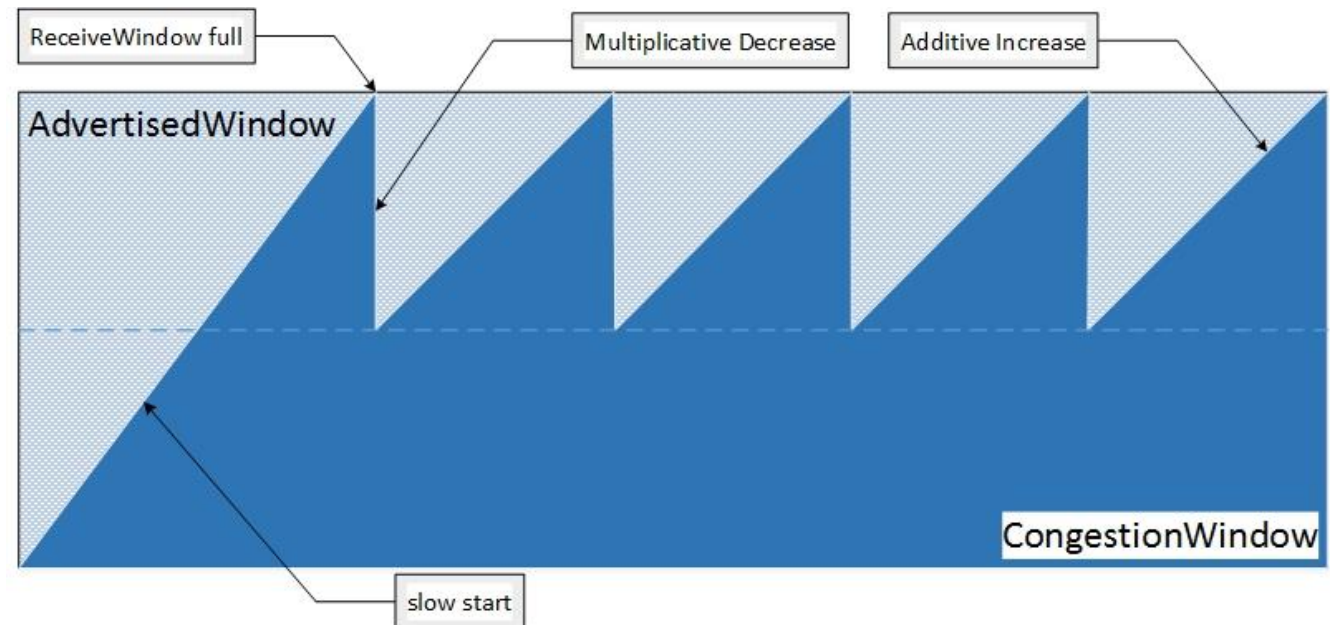 ReceiveWindow full
Multiplicative Decrease
Additive Increase
AdvertisedWindow
CongestionWindow
slow start